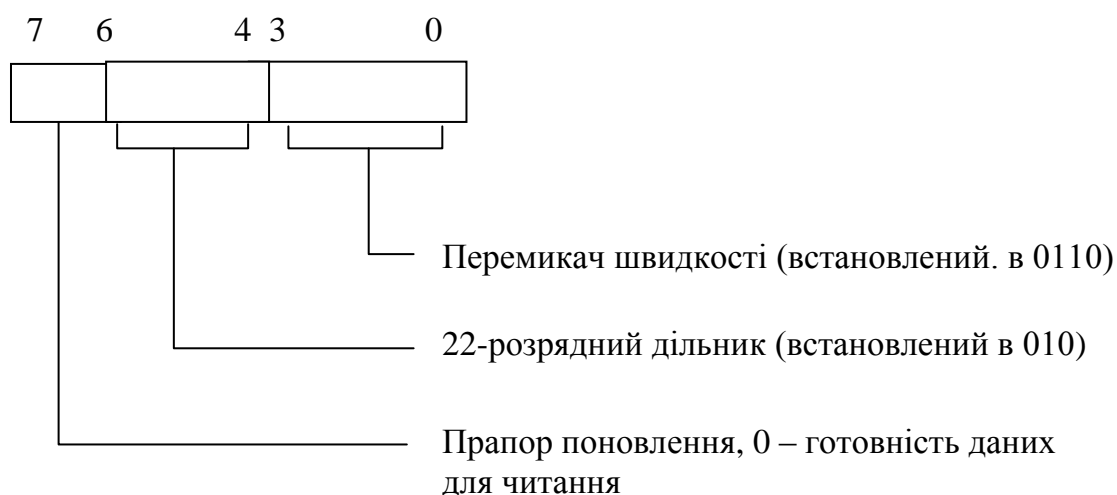 7 6 4 3 0
Перемикач швидкості (встановлений. в 0110)
22-розрядний дільник (встановлений в 010)
Прапор поновлення, 0 – готовність даних
для читання